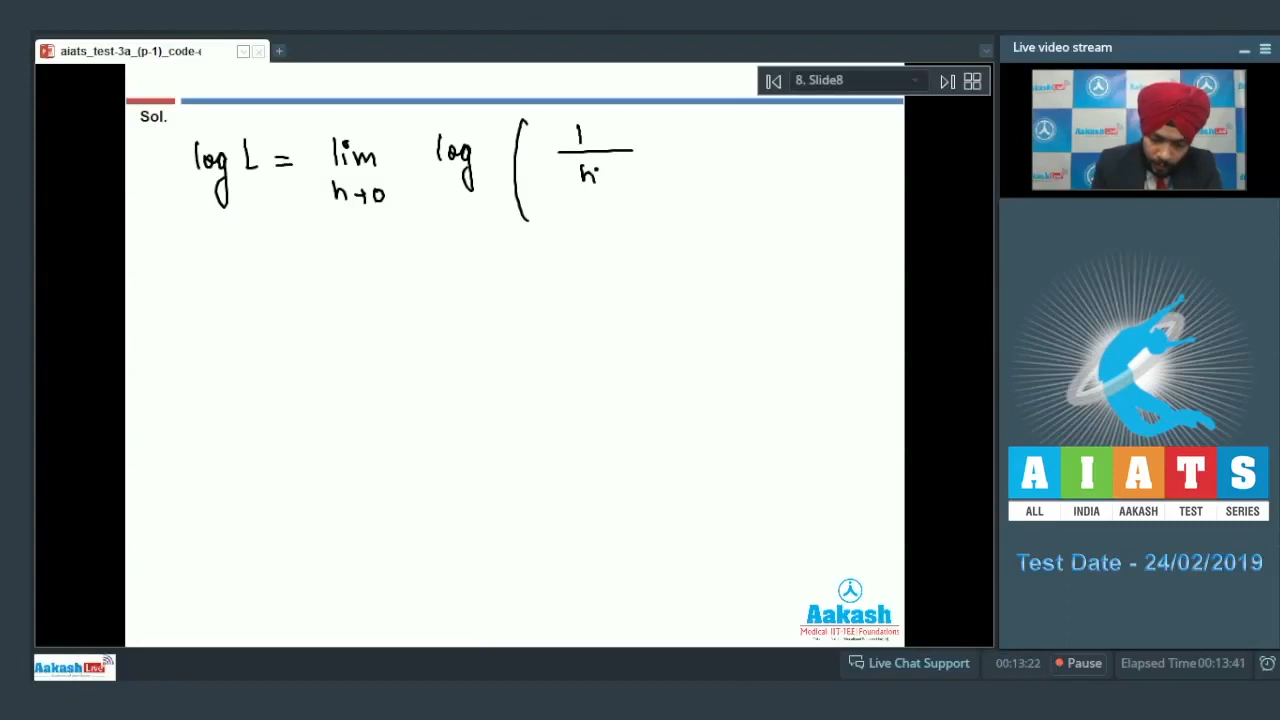 aiats_test-3a_(p-1)_code-
Live video stream
8. Slide8
Sol.
log L = lim log ( 1
h→0 h
A I A T S
ALL INDIA AAKASH TEST SERIES
Test Date - 24/02/2019
Aakash
Medical|IIT-JEE|Foundations
Aakash Live
Live Chat Support
00:13:22
Pause
Elapsed Time 00:13:41